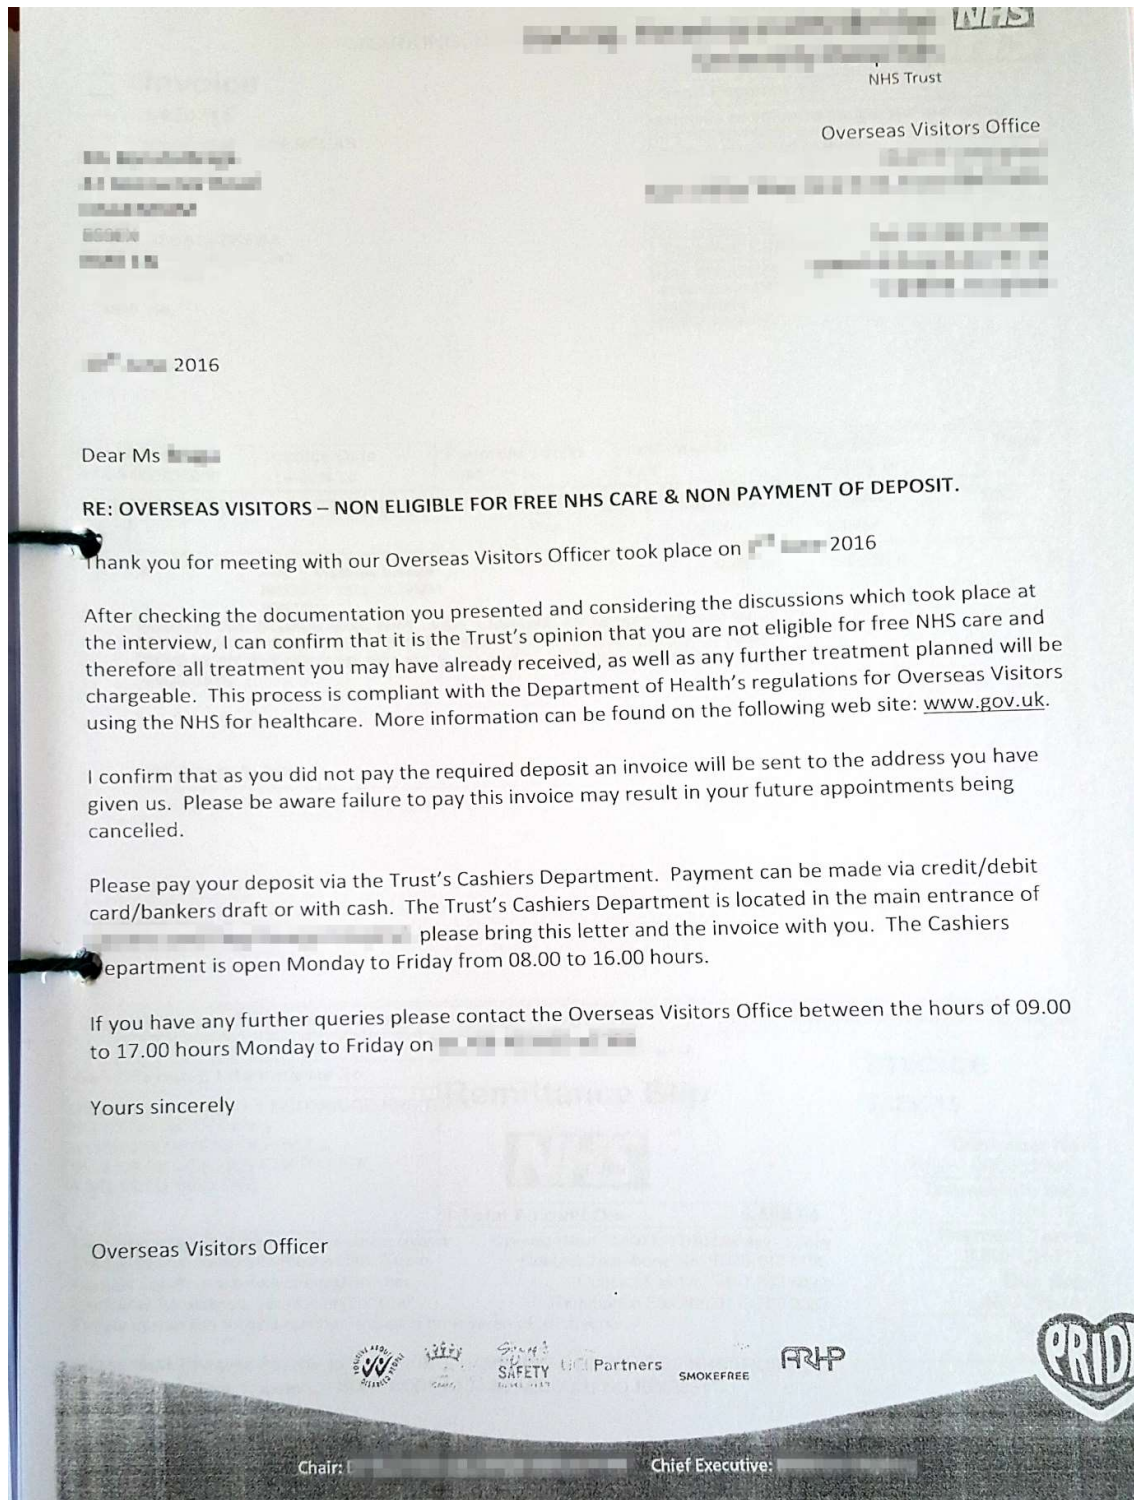 NHS
NHS Trust
Overseas Visitors Office
2016
Dear Ms
RE: OVERSEAS VISITORS – NON ELIGIBLE FOR FREE NHS CARE & NON PAYMENT OF DEPOSIT.
Thank you for meeting with our Overseas Visitors Officer took place on 2016
After checking the documentation you presented and considering the discussions which took place at
the interview, I can confirm that it is the Trust's opinion that you are not eligible for free NHS care and
therefore all treatment you may have already received, as well as any further treatment planned will be
chargeable. This process is compliant with the Department of Health's regulations for Overseas Visitors
using the NHS for healthcare. More information can be found on the following web site: www.gov.uk.
I confirm that as you did not pay the required deposit an invoice will be sent to the address you have
given us. Please be aware failure to pay this invoice may result in your future appointments being
cancelled.
Please pay your deposit via the Trust's Cashiers Department. Payment can be made via credit/debit
card/bankers draft or with cash. The Trust's Cashiers Department is located in the main entrance of
please bring this letter and the invoice with you. The Cashiers
epartment is open Monday to Friday from 08.00 to 16.00 hours.
If you have any further queries please contact the Overseas Visitors Office between the hours of 09.00
to 17.00 hours Monday to Friday on
Yours sincerely
Remittance Slip
NHS
Overseas Visitors Officer
SAFETY
Partners
SMOKEFREE
ARHP
PRID
Chair:
Chief Executive: